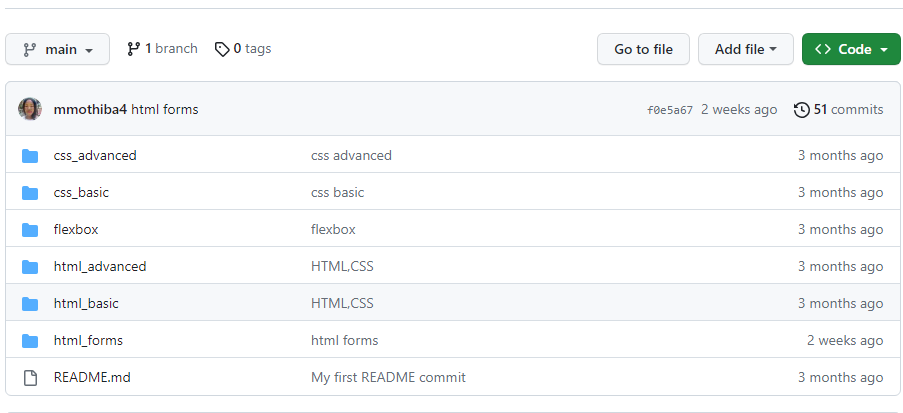 main 1 branch 0 tags Go to file Add file Code
mmothiba4 html forms f0e5a67 2 weeks ago 51 commits
css_advanced css advanced 3 months ago
css_basic css basic 3 months ago
flexbox flexbox 3 months ago
html_advanced HTML,CSS 3 months ago
html_basic HTML,CSS 3 months ago
html_forms html forms 2 weeks ago
README.md My first README commit 3 months ago